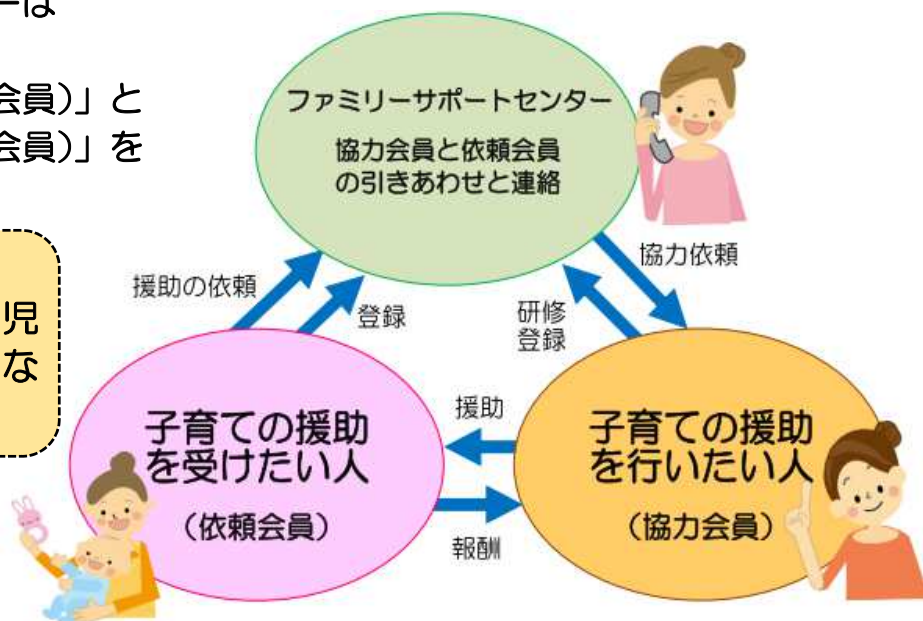 ーは
会員)」と
会員)」を
児
な
ファミリーサポートセンター
協力会員と依頼会員
の引きあわせと連絡
援助の依頼
登録
協力依頼
研修
登録
子育ての援助
を受けたい人
(依頼会員)
援助
報酬
子育ての援助
を行いたい人
(協力会員)